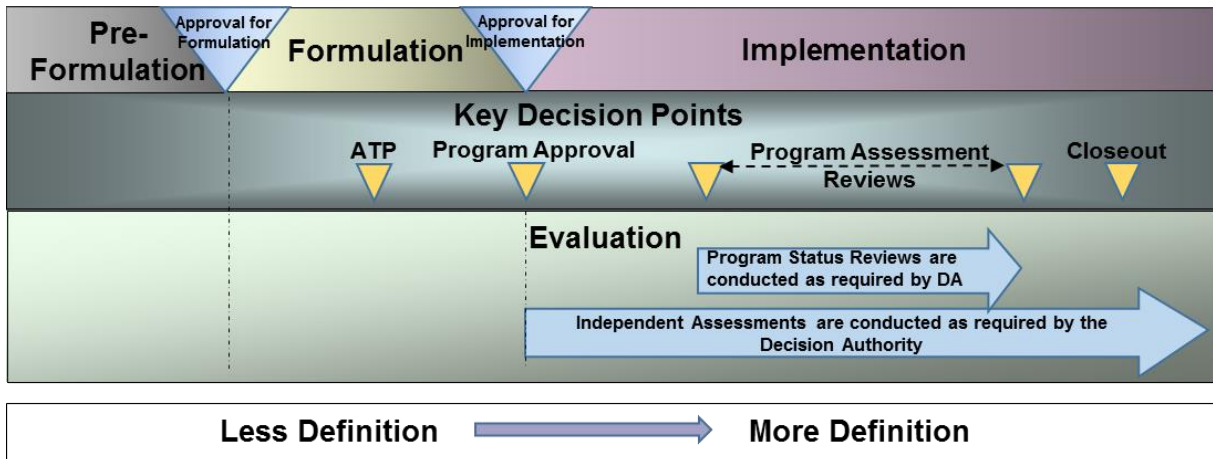 Pre-
Formulation
Approval for
Formulation
Formulation
Approval for
Implementation
Implementation
Key Decision Points
ATP
Program Approval
Program Assessment
Reviews
Closeout
Evaluation
Program Status Reviews are
conducted as required by DA
Independent Assessments are conducted as required by the
Decision Authority
Less Definition
More Definition